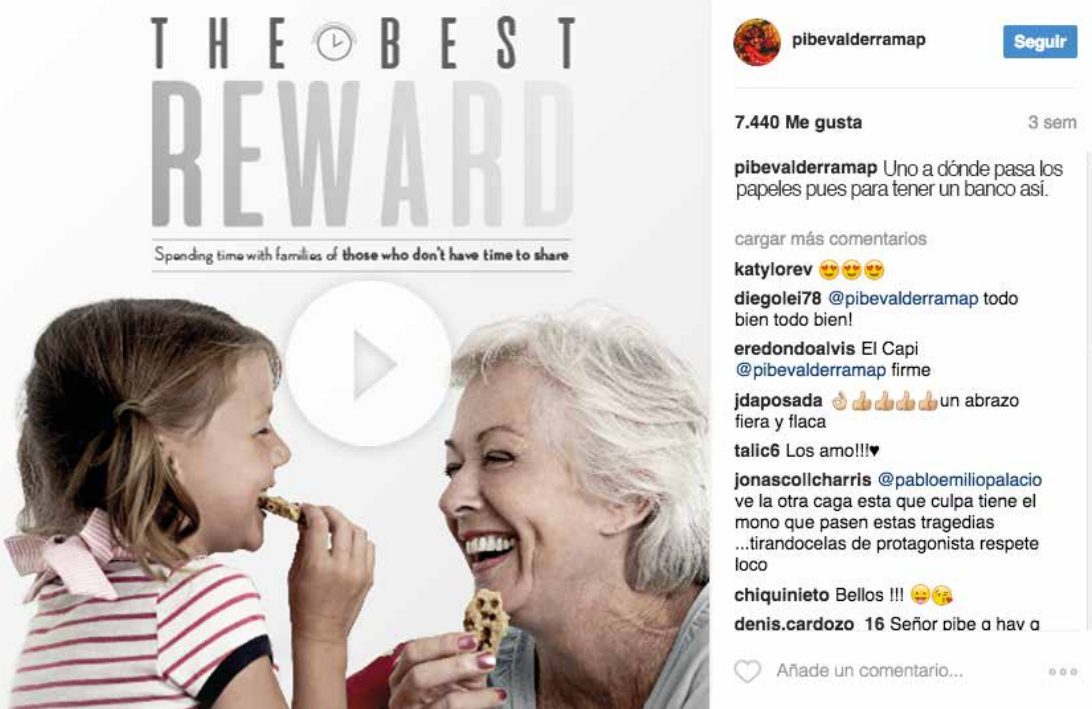 THE BEST
REWARD
Spending time with families of those who don't have time to share
pibevalderramap
Seguir
7.440 Me gusta
3 sem
pibevalderramap Uno a dónde pasa los
papeles pues para tener un banco así.
cargar más comentarios
katylorev 😍😍😍
diegolei78 @pibevalderramap todo
bien todo bien!
eredondoalvis El Capi
@pibevalderramap firme
jdaposada 👌👍👍👍👍un abrazo
fiera y flaca
talic6 Los amo!!!♥
jonascollcharris @pabloemiliopalacio
ve la otra caga esta que culpa tiene el
mono que pasen estas tragedias
...tirandocelas de protagonista respete
loco
chiquinieto Bellos !!! 😛😘
denis.cardozo_16 Señor pibe q hay q
Añade un comentario...